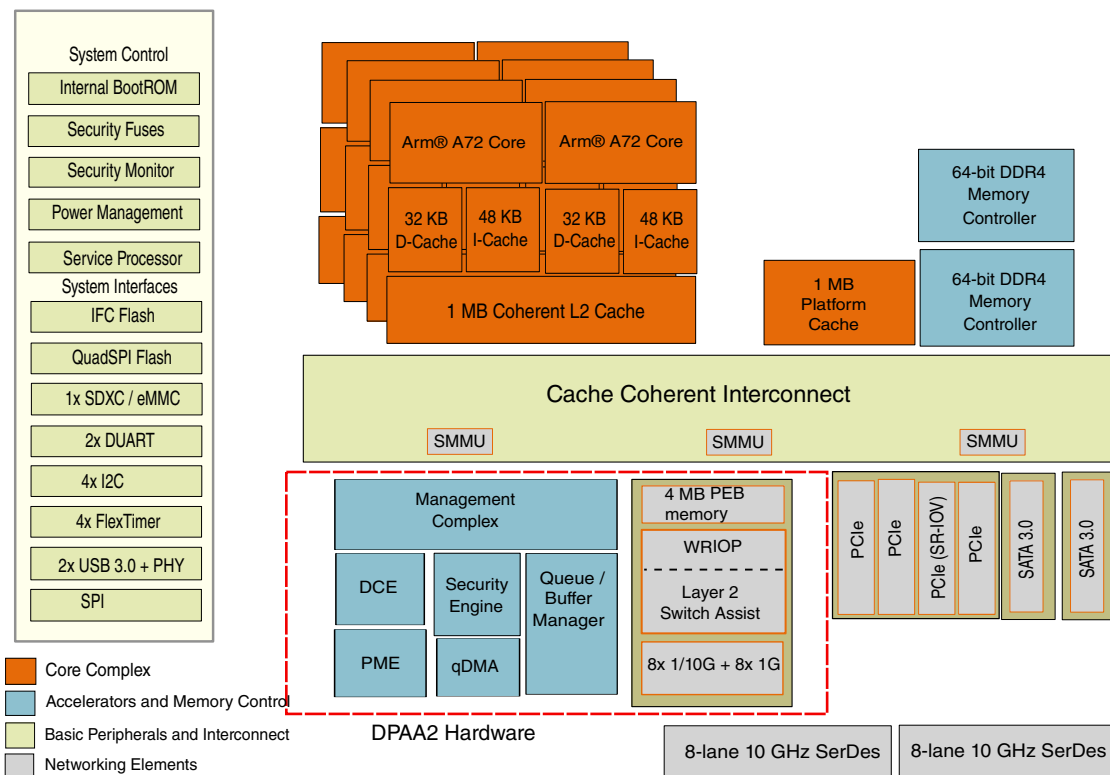 System Control
Internal BootROM
Security Fuses
Security Monitor
Power Management
Service Processor
System Interfaces
IFC Flash
QuadSPI Flash
1x SDXC / eMMC
2x DUART
4x I2C
4x FlexTimer
2x USB 3.0 + PHY
SPI
Core Complex
Accelerators and Memory Control
Basic Peripherals and Interconnect
Networking Elements
Arm® A72 Core
Arm® A72 Core
32 KB
D-Cache
48 KB
I-Cache
32 KB
D-Cache
48 KB
I-Cache
1 MB Coherent L2 Cache
1 MB
Platform
Cache
64-bit DDR4
Memory
Controller
64-bit DDR4
Memory
Controller
Cache Coherent Interconnect
SMMU
SMMU
SMMU
Management
Complex
DCE
Security
Engine
Queue /
Buffer
Manager
PME
qDMA
4 MB PEB
memory
WRIOP
Layer 2
Switch Assist
8x 1/10G + 8x 1G
DPAA2 Hardware
PCIe
PCIe
PCIe (SR-IOV)
PCIe
SATA 3.0
SATA 3.0
8-lane 10 GHz SerDes
8-lane 10 GHz SerDes